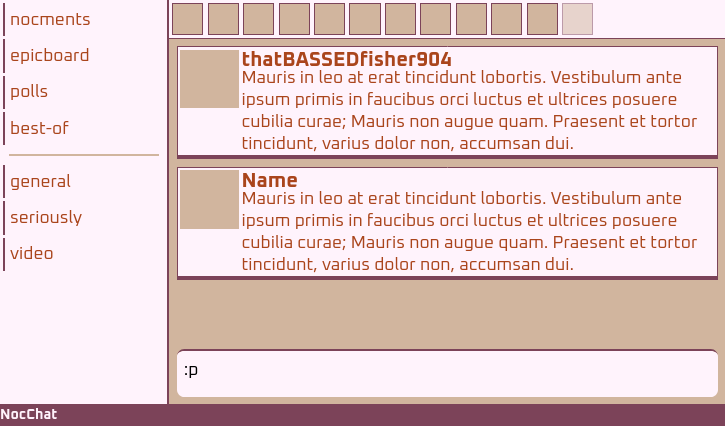 nocments
epicboard
polls
best-of
general
seriously
video
thatBASSEDfisher904
Mauris in leo at erat tincidunt lobortis. Vestibulum ante
ipsum primis in faucibus orci luctus et ultrices posuere
cubilia curae; Mauris non augue quam. Praesent et tortor
tincidunt, varius dolor non, accumsan dui.
Name
Mauris in leo at erat tincidunt lobortis. Vestibulum ante
ipsum primis in faucibus orci luctus et ultrices posuere
cubilia curae; Mauris non augue quam. Praesent et tortor
tincidunt, varius dolor non, accumsan dui.
:p
NocChat